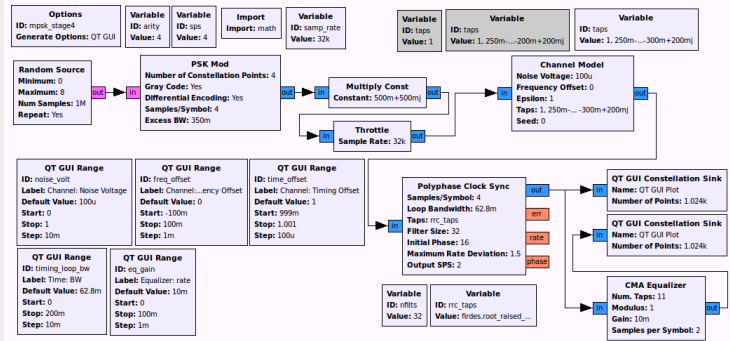 Options
ID: mpsk_stage4
Generate Options: QT GUI
Variable
ID: arity
Value: 4
Variable
ID: sps
Value: 4
Import
Import: math
Variable
ID: samp_rate
Value: 32k
Variable
ID: taps
Value: 1
Variable
ID: taps
Value: 1, 250m-...-200m+200mj
Variable
ID: taps
Value: 1, 250m-...-300m+200mj
Random Source
Minimum: 0
Maximum: 8
Num Samples: 1M
Repeat: Yes
out
in
PSK Mod
Number of Constellation Points: 4
Gray Code: Yes
Differential Encoding: Yes
Samples/Symbol: 4
Excess BW: 350m
out
in
Multiply Const
Constant: 500m+500mj
out
in
Throttle
Sample Rate: 32k
out
in
Channel Model
Noise Voltage: 100u
Frequency Offset: 0
Epsilon: 1
Taps: 1, 250m-... -300m+200mj
Seed: 0
out
QT GUI Range
ID: noise_volt
Label: Channel: Noise Voltage
Default Value: 100u
Start: 0
Stop: 1
Step: 10m
QT GUI Range
ID: freq_offset
Label: Channel:...ency Offset
Default Value: 0
Start: -100m
Stop: 100m
Step: 1m
QT GUI Range
ID: time_offset
Label: Channel: Timing Offset
Default Value: 1
Start: 999m
Stop: 1.001
Step: 100u
in
Polyphase Clock Sync
Samples/Symbol: 4
Loop Bandwidth: 62.8m
Taps: rrc_taps
Filter Size: 32
Initial Phase: 16
Maximum Rate Deviation: 1.5
Output SPS: 2
out
err
rate
phase
in
QT GUI Constellation Sink
Name: QT GUI Plot
Number of Points: 1.024k
in
QT GUI Constellation Sink
Name: QT GUI Plot
Number of Points: 1.024k
QT GUI Range
ID: timing_loop_bw
Label: Time: BW
Default Value: 62.8m
Start: 0
Stop: 200m
Step: 10m
QT GUI Range
ID: eq_gain
Label: Equalizer: rate
Default Value: 10m
Start: 0
Stop: 100m
Step: 1m
Variable
ID: nfilts
Value: 32
Variable
ID: rrc_taps
Value: firdes.root_raised_...
in
CMA Equalizer
Num. Taps: 11
Modulus: 1
Gain: 10m
Samples per Symbol: 2
out